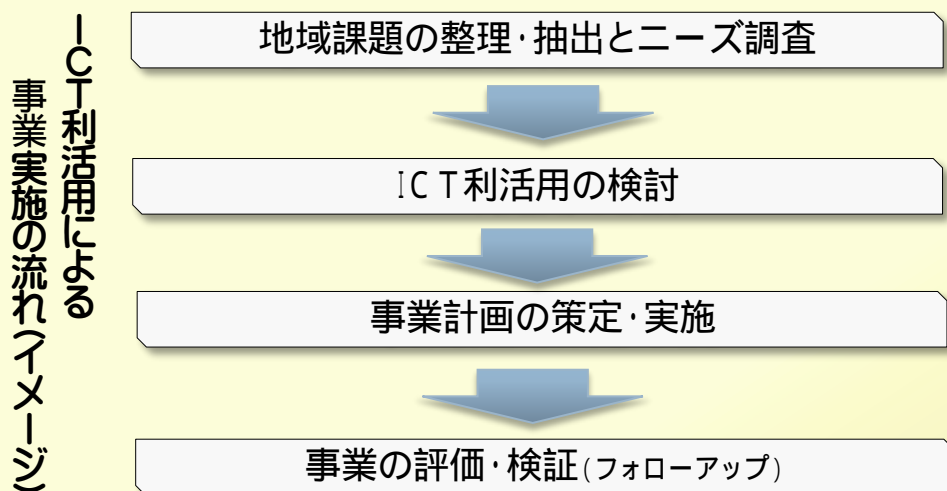 ICT利活用による
事業実施の流れ(イメージ)
地域課題の整理・抽出とニーズ調査
ICT利活用の検討
事業計画の策定・実施
事業の評価・検証(フォローアップ)